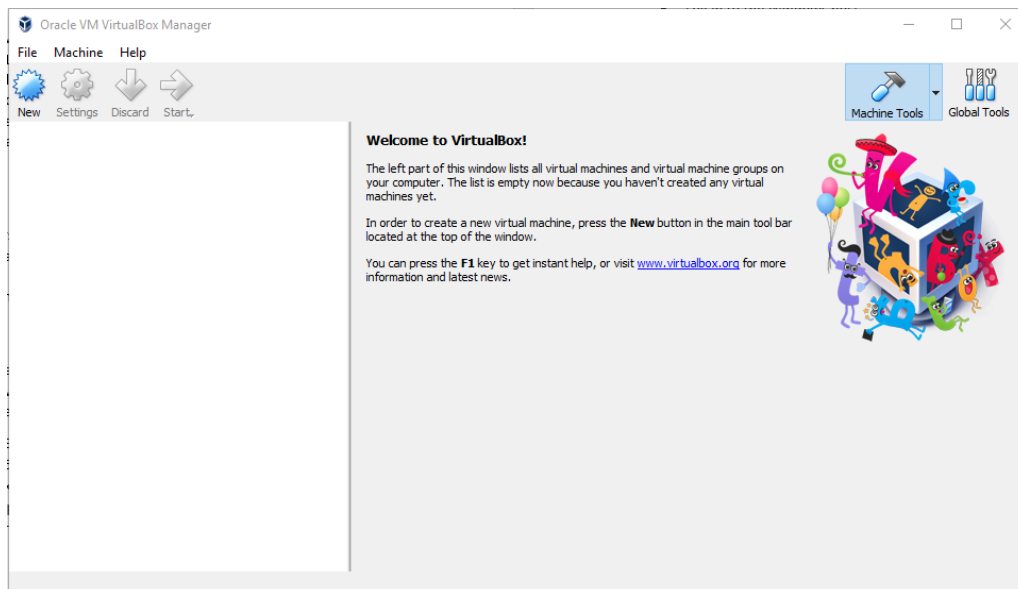 Oracle VM VirtualBox Manager
File Machine Help
New Settings Discard Start
Machine Tools Global Tools
Welcome to VirtualBox!
The left part of this window lists all virtual machines and virtual machine groups on
your computer. The list is empty now because you haven't created any virtual
machines yet.
In order to create a new virtual machine, press the New button in the main tool bar
located at the top of the window.
You can press the F1 key to get instant help, or visit www.virtualbox.org for more
information and latest news.